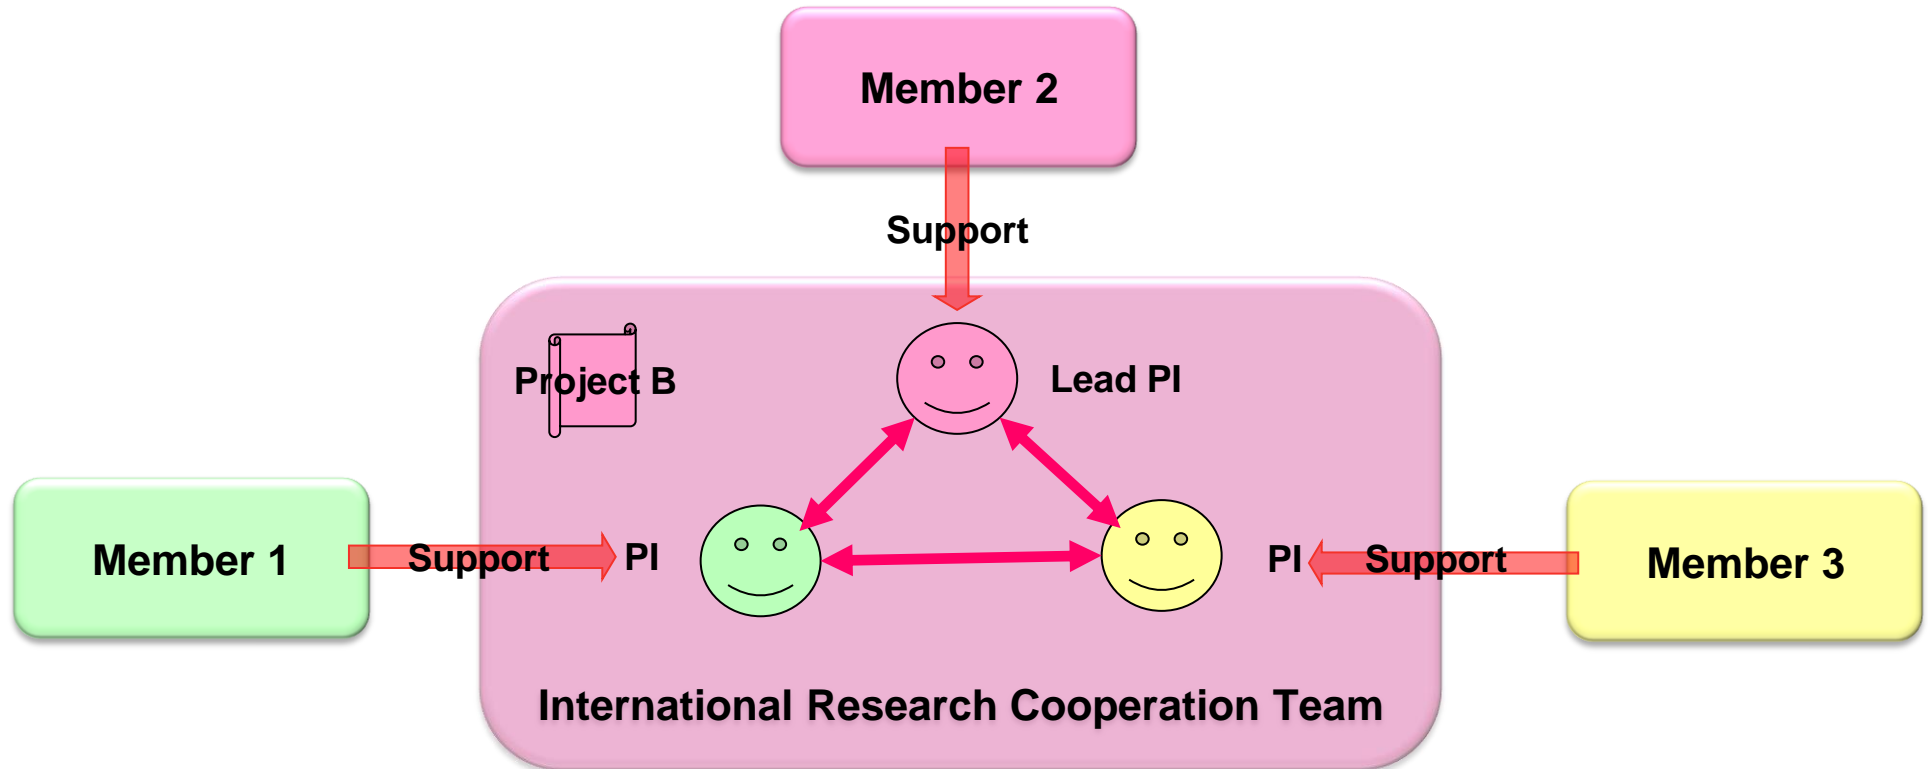 Member 2
Support
Project B
Lead PI
Member 1
Support
PI
PI
Support
Member 3
International Research Cooperation Team